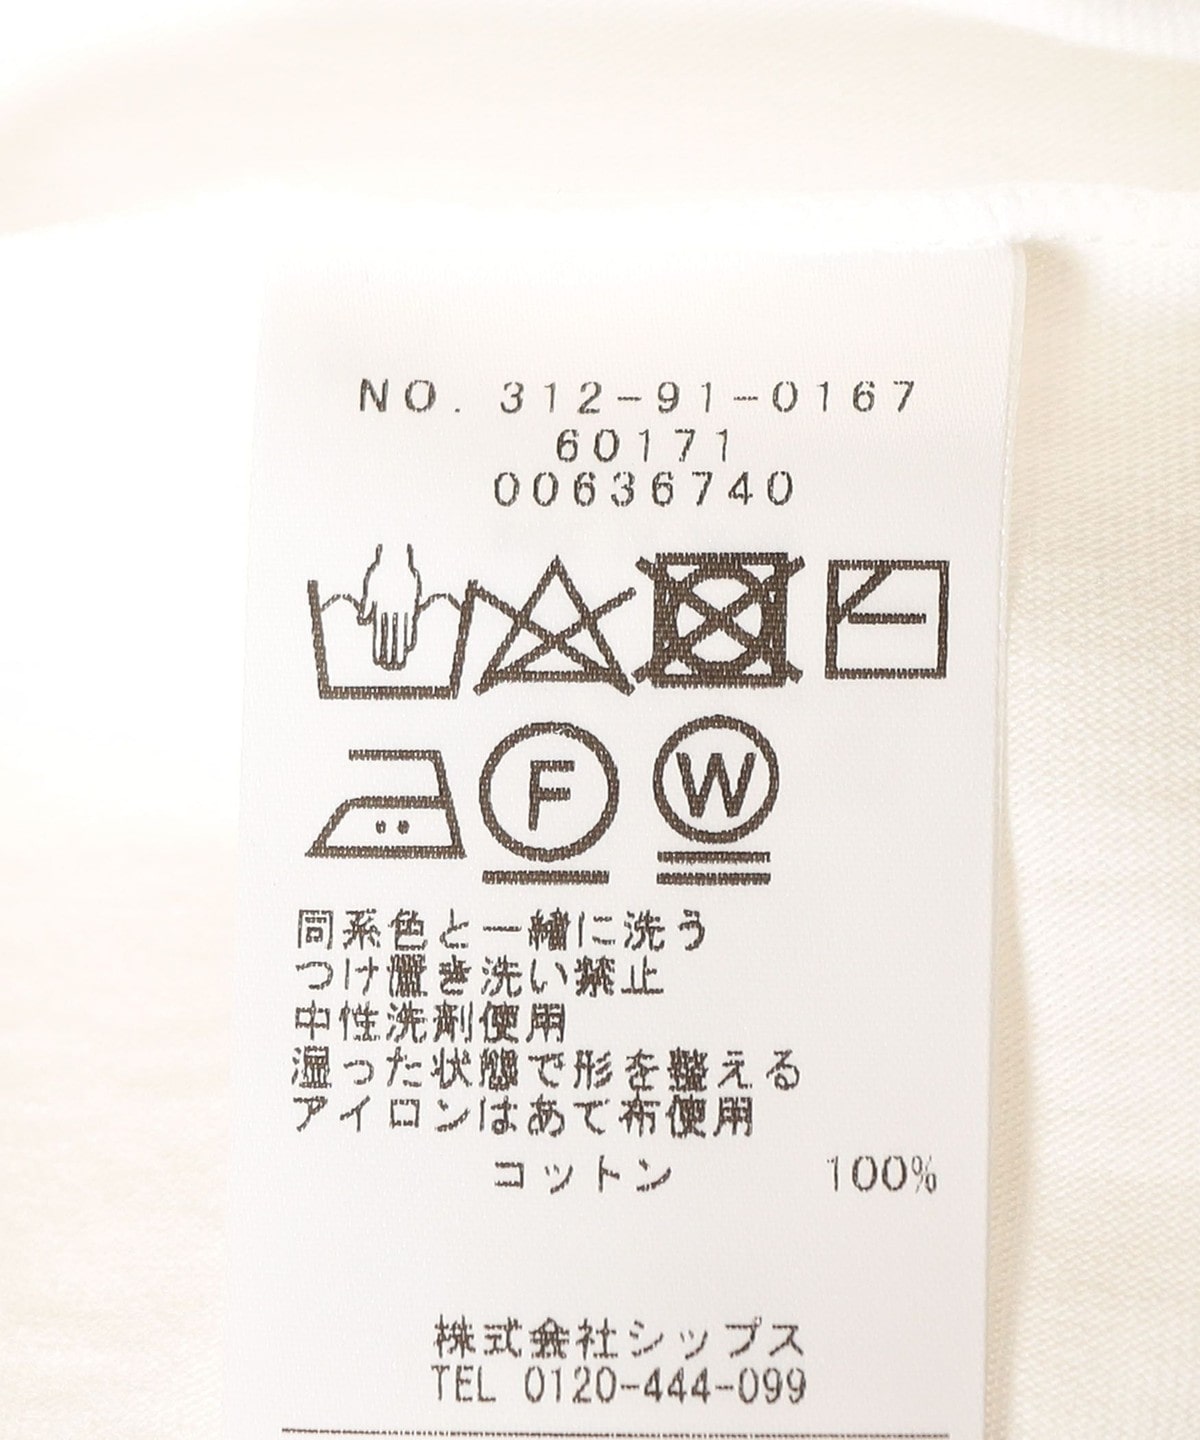 NO. 312-91-0167
60171
00636740
F W
同系色と一緒に洗う
つけ置き洗い禁止
中性洗剤使用
湿った状態で形を整える
アイロンはあて布使用
コットン 100%
株式会社シップス
TEL 0120-444-099